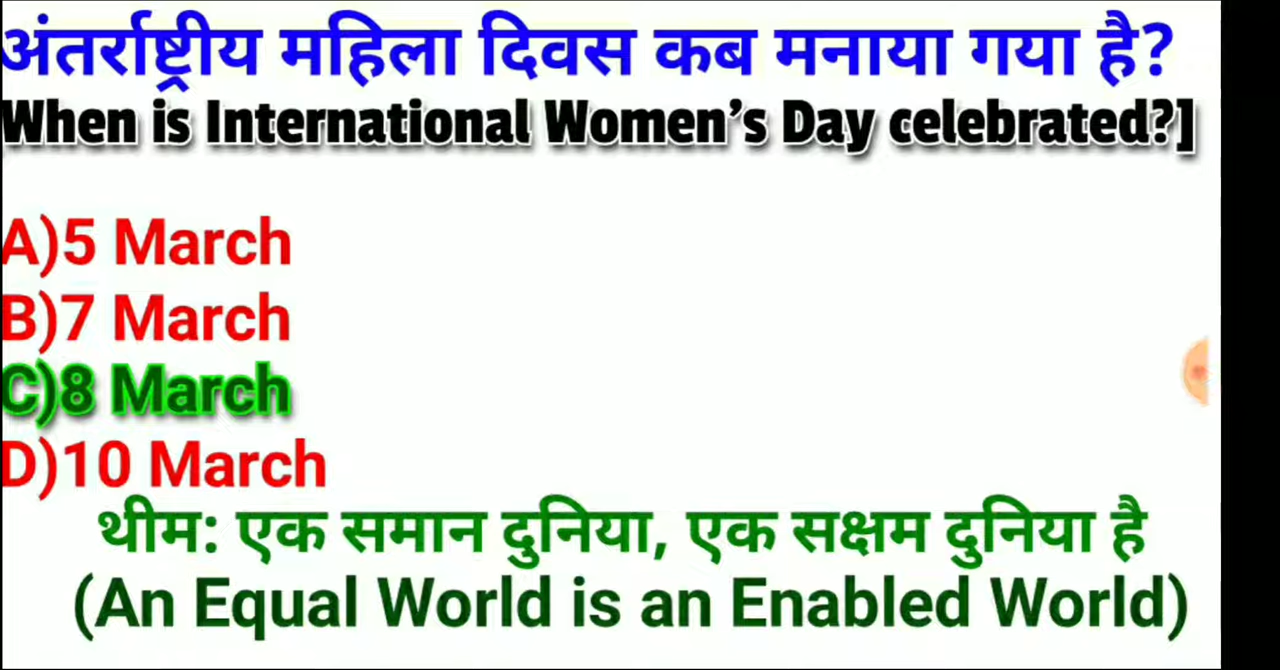 अंतर्राष्ट्रीय महिला दिवस कब मनाया गया है?
When is International Women’s Day celebrated?]
A)5 March
B)7 March
C)8 March
D)10 March
थीम: एक समान दुनिया, एक सक्षम दुनिया है
(An Equal World is an Enabled World)